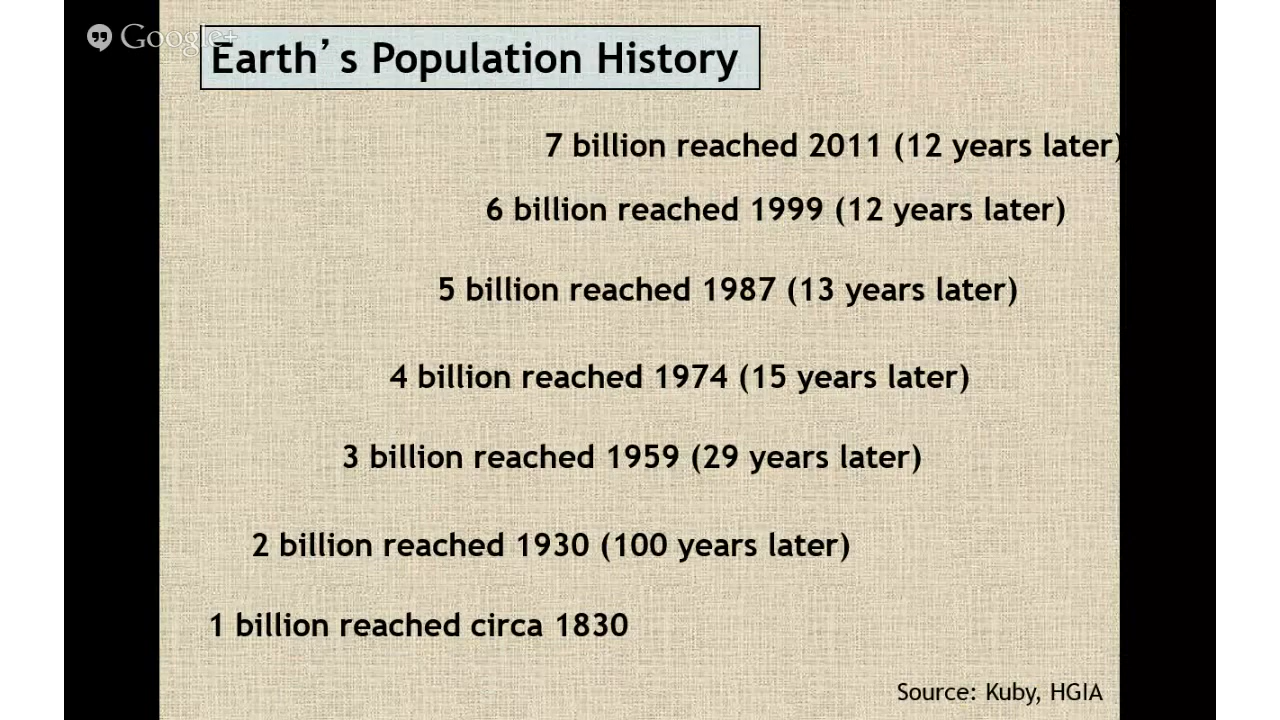 Google+
Earth's Population History
7 billion reached 2011 (12 years later)
6 billion reached 1999 (12 years later)
5 billion reached 1987 (13 years later)
4 billion reached 1974 (15 years later)
3 billion reached 1959 (29 years later)
2 billion reached 1930 (100 years later)
1 billion reached circa 1830
Source: Kuby, HGIA